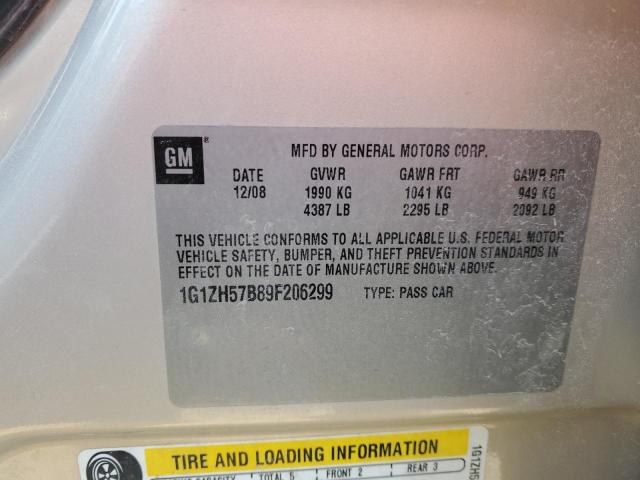 GM® MFD BY GENERAL MOTORS CORP.
DATE GVWR GAWR FRT GAWR RR
12/08 1990 KG 1041 KG 949 KG
4387 LB 2295 LB 2092 LB
THIS VEHICLE CONFORMS TO ALL APPLICABLE U.S. FEDERAL MOTOR
VEHICLE SAFETY, BUMPER, AND THEFT PREVENTION STANDARDS IN
EFFECT ON THE DATE OF MANUFACTURE SHOWN ABOVE.
1G1ZH57B89F206299 TYPE: PASS CAR
TIRE AND LOADING INFORMATION
TOTAL 5 FRONT 2 REAR 3
1G1ZH5